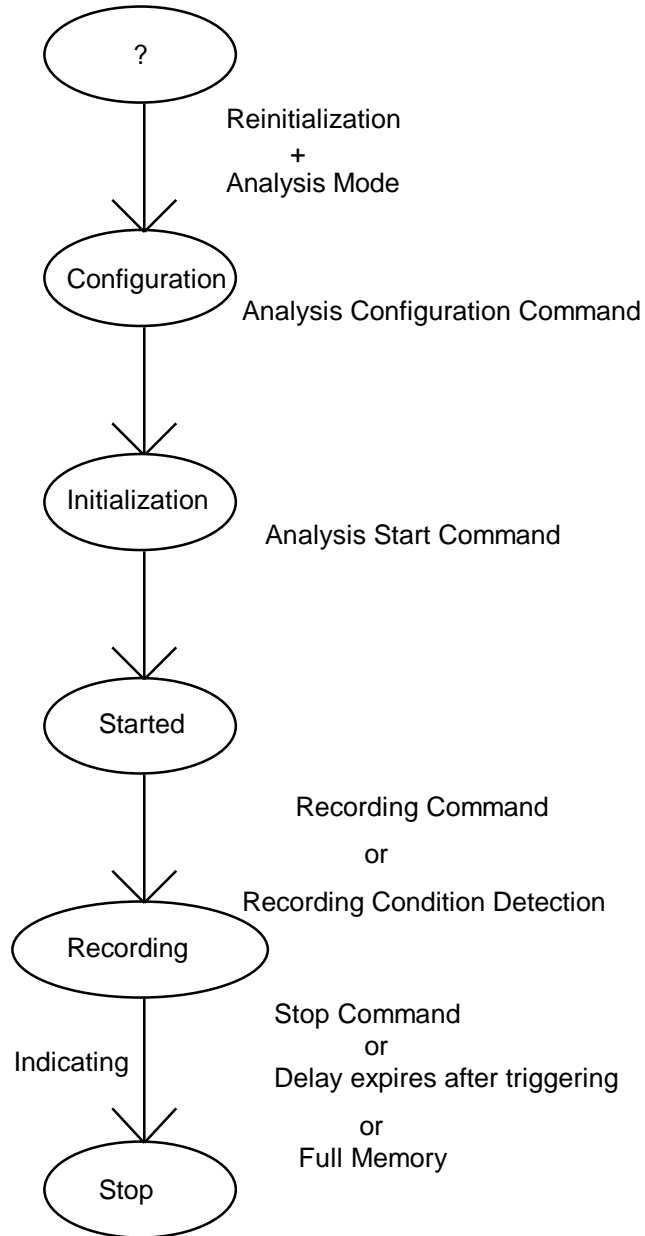 ?
Reinitialization
+
Analysis Mode
Configuration
Analysis Configuration Command
Initialization
Analysis Start Command
Started
Recording Command
or
Recording Condition Detection
Recording
Stop Command
or
Indicating
Delay expires after triggering
or
Full Memory
Stop